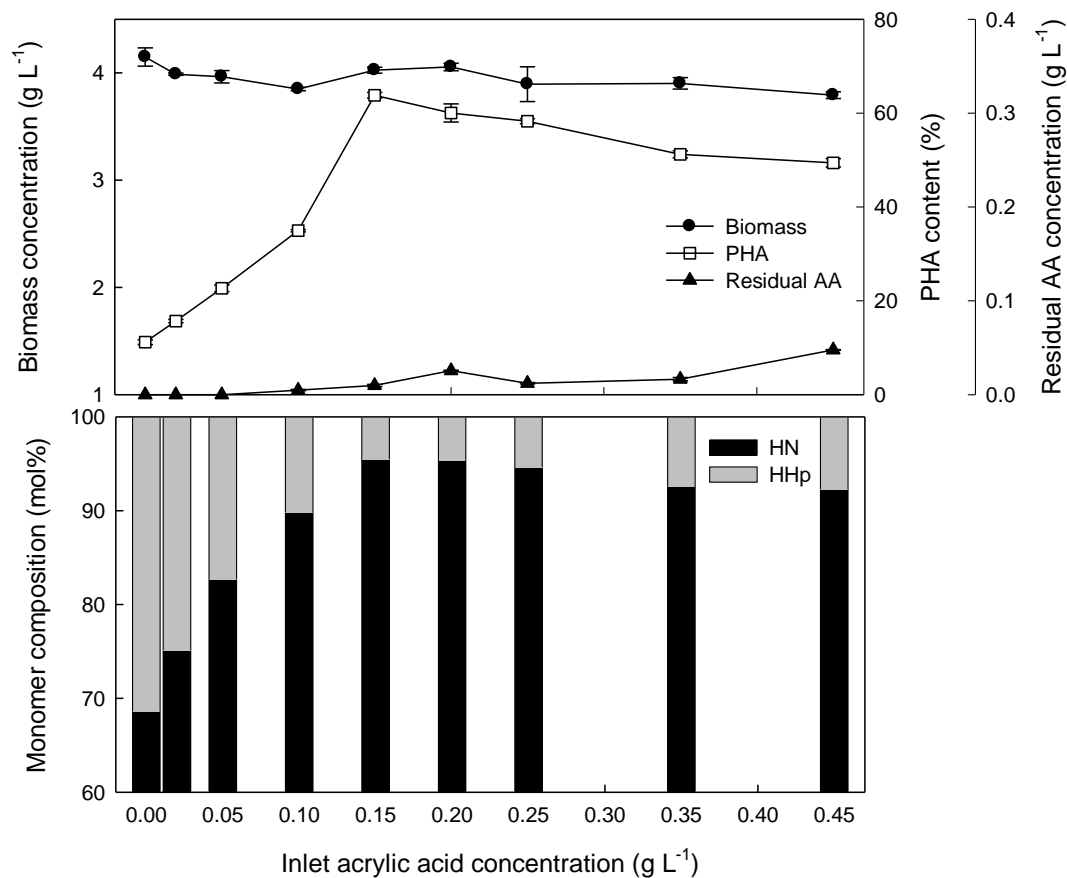 Biomass concentration (g L⁻¹)
4
3
2
1
80
60
40
20
0
PHA content (%)
0.4
0.3
0.2
0.1
0.0
Residual AA concentration (g L⁻¹)
Biomass
PHA
Residual AA
Monomer composition (mol%)
100
90
80
70
60
HN
HHp
0.00 0.05 0.10 0.15 0.20 0.25 0.30 0.35 0.40 0.45
Inlet acrylic acid concentration (g L⁻¹)